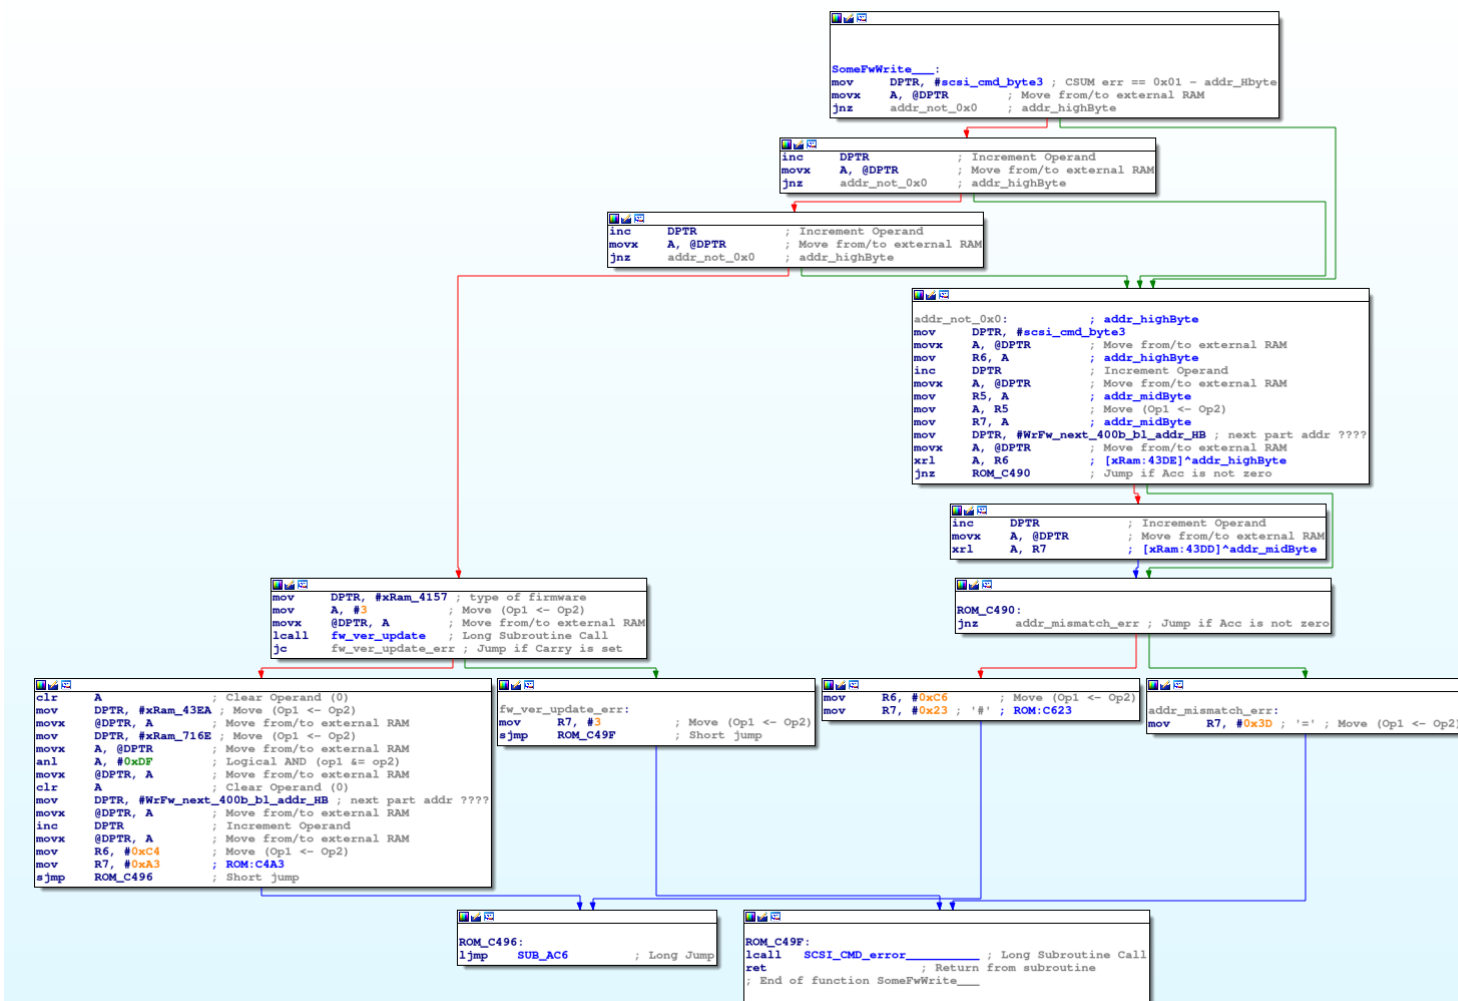 SomeFwWrite___:
mov DPTR, #scsi_cmd_byte3 ; CSUM err == 0x01 - addr_Hbyte
movx A, @DPTR ; Move from/to external RAM
jnz addr_not_0x0 ; addr_highByte
inc DPTR ; Increment Operand
movx A, @DPTR ; Move from/to external RAM
jnz addr_not_0x0 ; addr_highByte
inc DPTR ; Increment Operand
movx A, @DPTR ; Move from/to external RAM
jnz addr_not_0x0 ; addr_highByte
addr_not_0x0: ; addr_highByte
mov DPTR, #scsi_cmd_byte3
movx A, @DPTR ; Move from/to external RAM
mov R6, A ; addr_highByte
inc DPTR ; Increment Operand
movx A, @DPTR ; Move from/to external RAM
mov R5, A ; addr_midByte
mov A, R5 ; Move (Op1 <- Op2)
mov R7, A ; addr_midByte
mov DPTR, #WrFw_next_400b_bl_addr_HB ; next part addr ????
movx A, @DPTR ; Move from/to external RAM
xrl A, R6 ; [xRam:43DE]^addr_highByte
jnz ROM_C490 ; Jump if Acc is not zero
inc DPTR ; Increment Operand
movx A, @DPTR ; Move from/to external RAM
xrl A, R7 ; [xRam:43DD]^addr_midByte
mov DPTR, #xRam_4157 ; type of firmware
mov A, #3 ; Move (Op1 <- Op2)
movx @DPTR, A ; Move from/to external RAM
lcall fw_ver_update ; Long Subroutine Call
jc fw_ver_update_err ; Jump if Carry is set
ROM_C490:
jnz addr_mismatch_err ; Jump if Acc is not zero
clr A ; Clear Operand (0)
mov DPTR, #xRam_43EA ; Move (Op1 <- Op2)
movx @DPTR, A ; Move from/to external RAM
mov DPTR, #xRam_716E ; Move (Op1 <- Op2)
movx A, @DPTR ; Move from/to external RAM
anl A, #0xDF ; Logical AND (op1 &= op2)
movx @DPTR, A ; Move from/to external RAM
clr A ; Clear Operand (0)
mov DPTR, #WrFw_next_400b_bl_addr_HB ; next part addr ????
movx @DPTR, A ; Move from/to external RAM
inc DPTR ; Increment Operand
movx @DPTR, A ; Move from/to external RAM
mov R6, #0xC4 ; Move (Op1 <- Op2)
mov R7, #0xA3 ; ROM:C4A3
sjmp ROM_C496 ; Short jump
fw_ver_update_err:
mov R7, #3 ; Move (Op1 <- Op2)
sjmp ROM_C49F ; Short jump
mov R6, #0xC6 ; Move (Op1 <- Op2)
mov R7, #0x23 ; '#' ; ROM:C623
addr_mismatch_err:
mov R7, #0x3D ; '=' ; Move (Op1 <- Op2)
ROM_C496:
ljmp SUB_AC6 ; Long Jump
ROM_C49F:
lcall SCSI_CMD_error__________ ; Long Subroutine Call
ret ; Return from subroutine
; End of function SomeFwWrite___